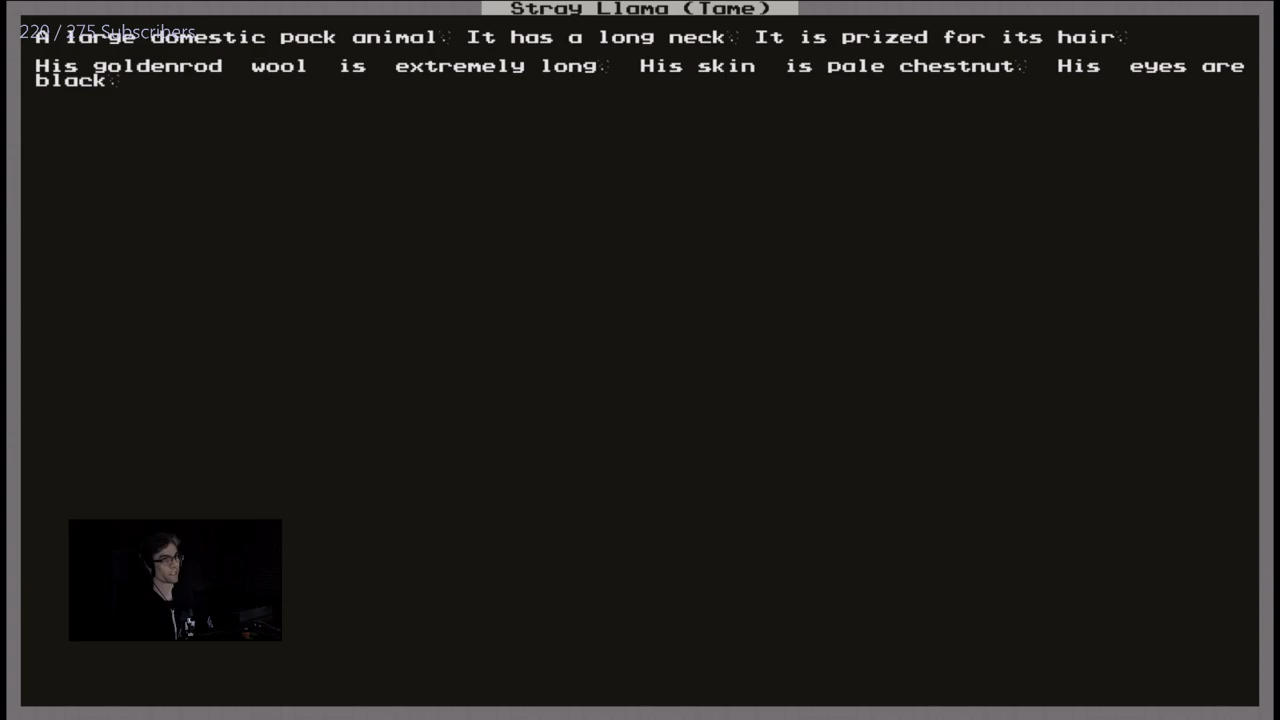 Stray Llama (Tame)
220 / 275 Subscribers
A large domestic pack animal. It has a long neck. It is prized for its hair.
His goldenrod wool is extremely long. His skin is pale chestnut. His eyes are
black.